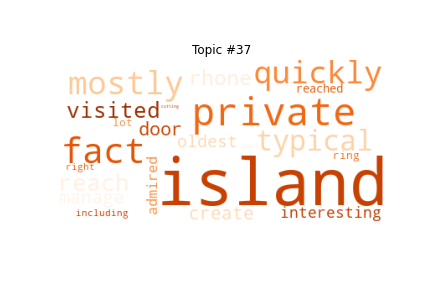 Topic #37
quickly
mostly
rhone
reached
cutting
visited
private
lot
door
typical
oldest
fact
ring
right
island
reach
admired
manage
create
interesting
including